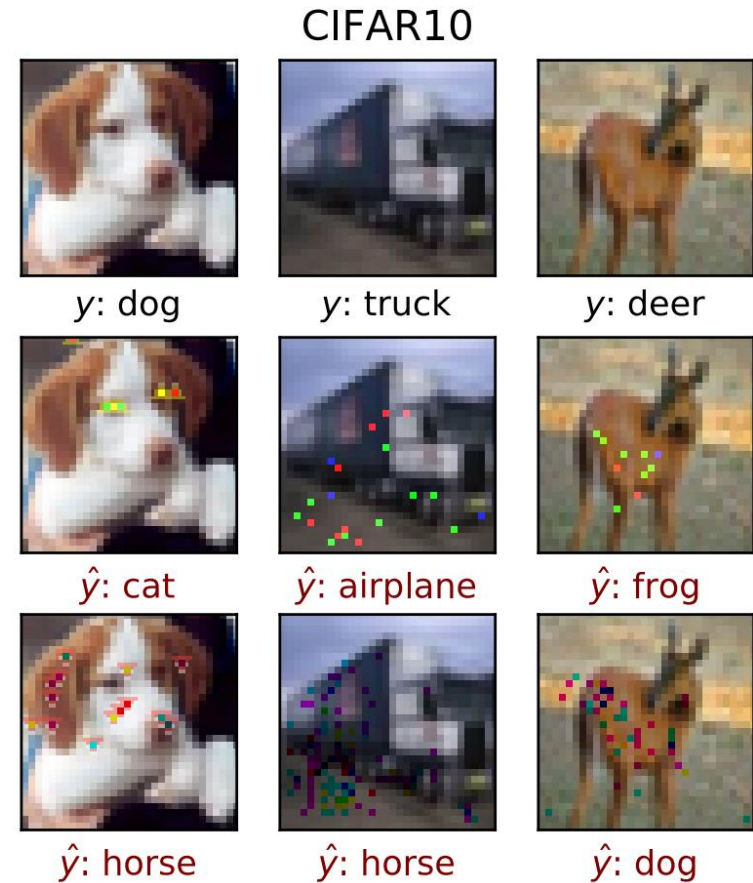 CIFAR10
y: dog y: truck y: deer
ŷ: cat ŷ: airplane ŷ: frog
ŷ: horse ŷ: horse ŷ: dog